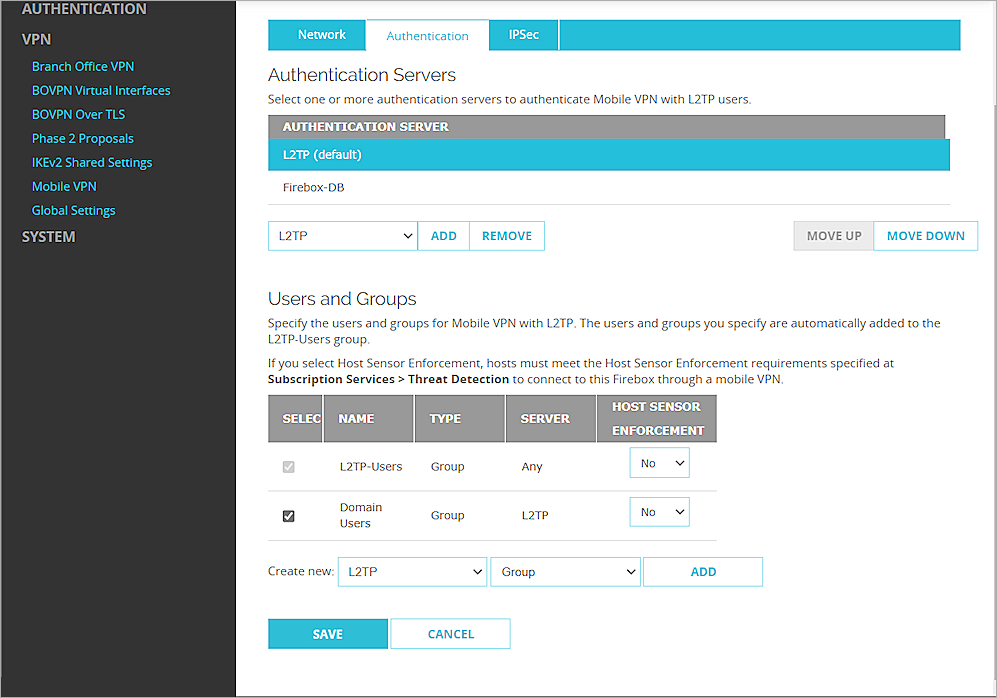 AUTHENTICATION
VPN
Branch Office VPN
BOVPN Virtual Interfaces
BOVPN Over TLS
Phase 2 Proposals
IKEv2 Shared Settings
Mobile VPN
Global Settings
SYSTEM
Network Authentication IPSec
Authentication Servers
Select one or more authentication servers to authenticate Mobile VPN with L2TP users.
AUTHENTICATION SERVER
L2TP (default)
Firebox-DB
L2TP ADD REMOVE MOVE UP MOVE DOWN
Users and Groups
Specify the users and groups for Mobile VPN with L2TP. The users and groups you specify are automatically added to the
L2TP-Users group.
If you select Host Sensor Enforcement, hosts must meet the Host Sensor Enforcement requirements specified at
Subscription Services > Threat Detection to connect to this Firebox through a mobile VPN.
SELEC NAME TYPE SERVER HOST SENSOR
ENFORCEMENT
L2TP-Users Group Any No
Domain
Users Group L2TP No
Create new: L2TP Group ADD
SAVE CANCEL